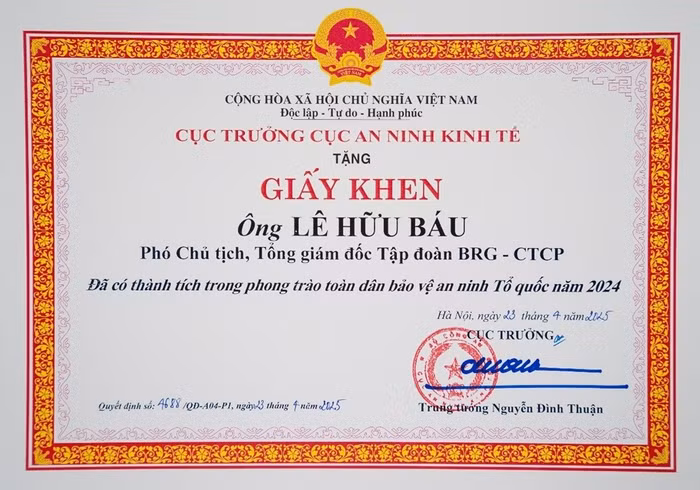 CỘNG HÒA XÃ HỘI CHỦ NGHĨA VIỆT NAM
Độc lập - Tự do - Hạnh phúc
CỤC TRƯỞNG CỤC AN NINH KINH TẾ
TẶNG
GIẤY KHEN
Ông LÊ HỮU BÁU
Phó Chủ tịch, Tổng giám đốc Tập đoàn BRG - CTCP
Đã có thành tích trong phong trào toàn dân bảo vệ an ninh Tổ quốc năm 2024
Hà Nội, ngày 23 tháng 4 năm 2025
CỤC TRƯỞNG
BỘ CÔNG AN
Quyết định số: 4688 /QĐ-A04-P1, ngày 23 tháng 4 năm 2025
Trung tướng Nguyễn Đình Thuận